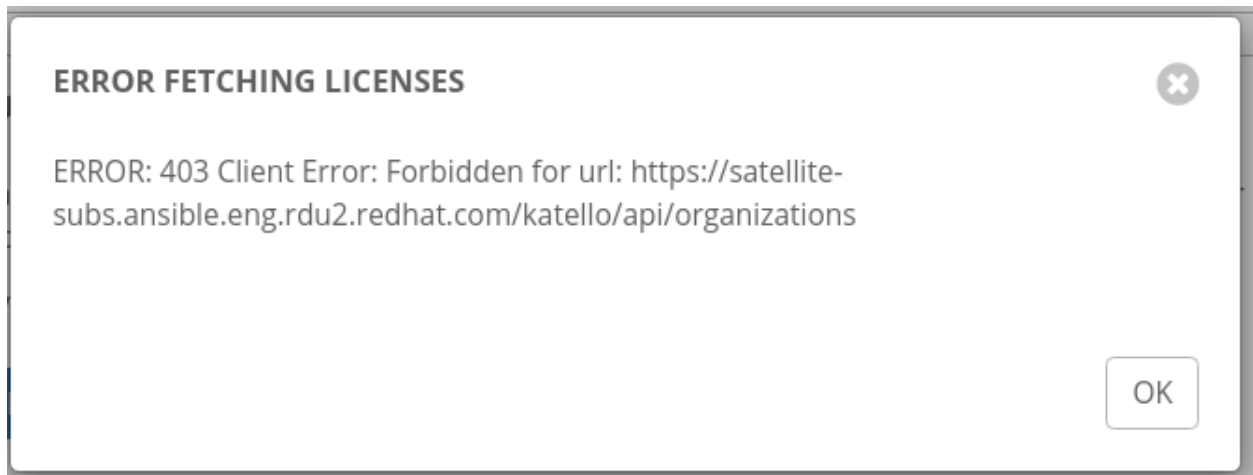 ERROR FETCHING LICENSES
ERROR: 403 Client Error: Forbidden for url: https://satellite-
subs.ansible.eng.rdu2.redhat.com/katello/api/organizations
OK